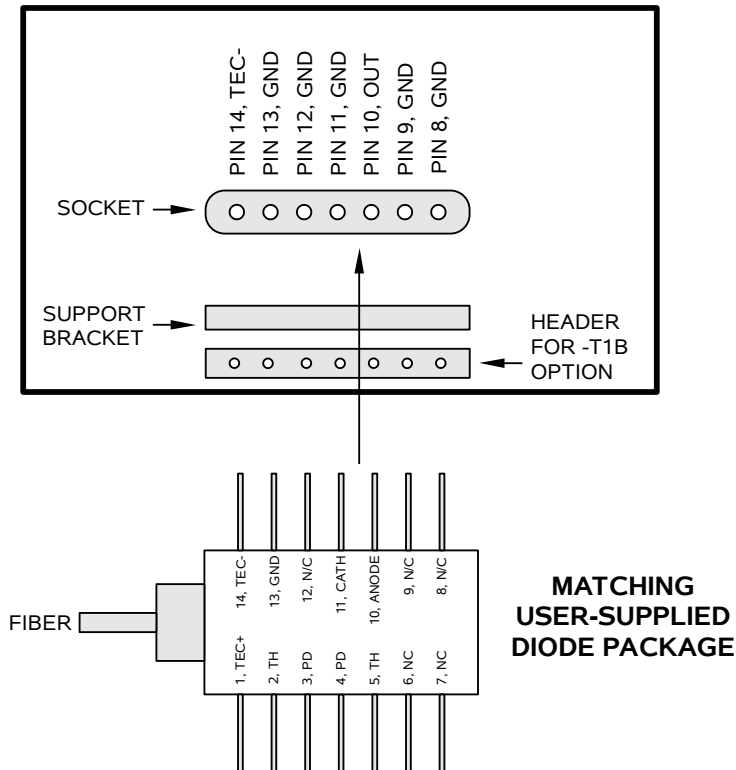 PIN 14, TEC-
PIN 13, GND
PIN 12, GND
PIN 11, GND
PIN 10, OUT
PIN 9, GND
PIN 8, GND
SOCKET
SUPPORT
BRACKET
HEADER
FOR -T1B
OPTION
14, TEC-
13, GND
12, N/C
11, CATH
10, ANODE
9, N/C
8, N/C
FIBER
1, TEC+
2, TH
3, PD
4, PD
5, TH
6, NC
7, NC
MATCHING
USER-SUPPLIED
DIODE PACKAGE